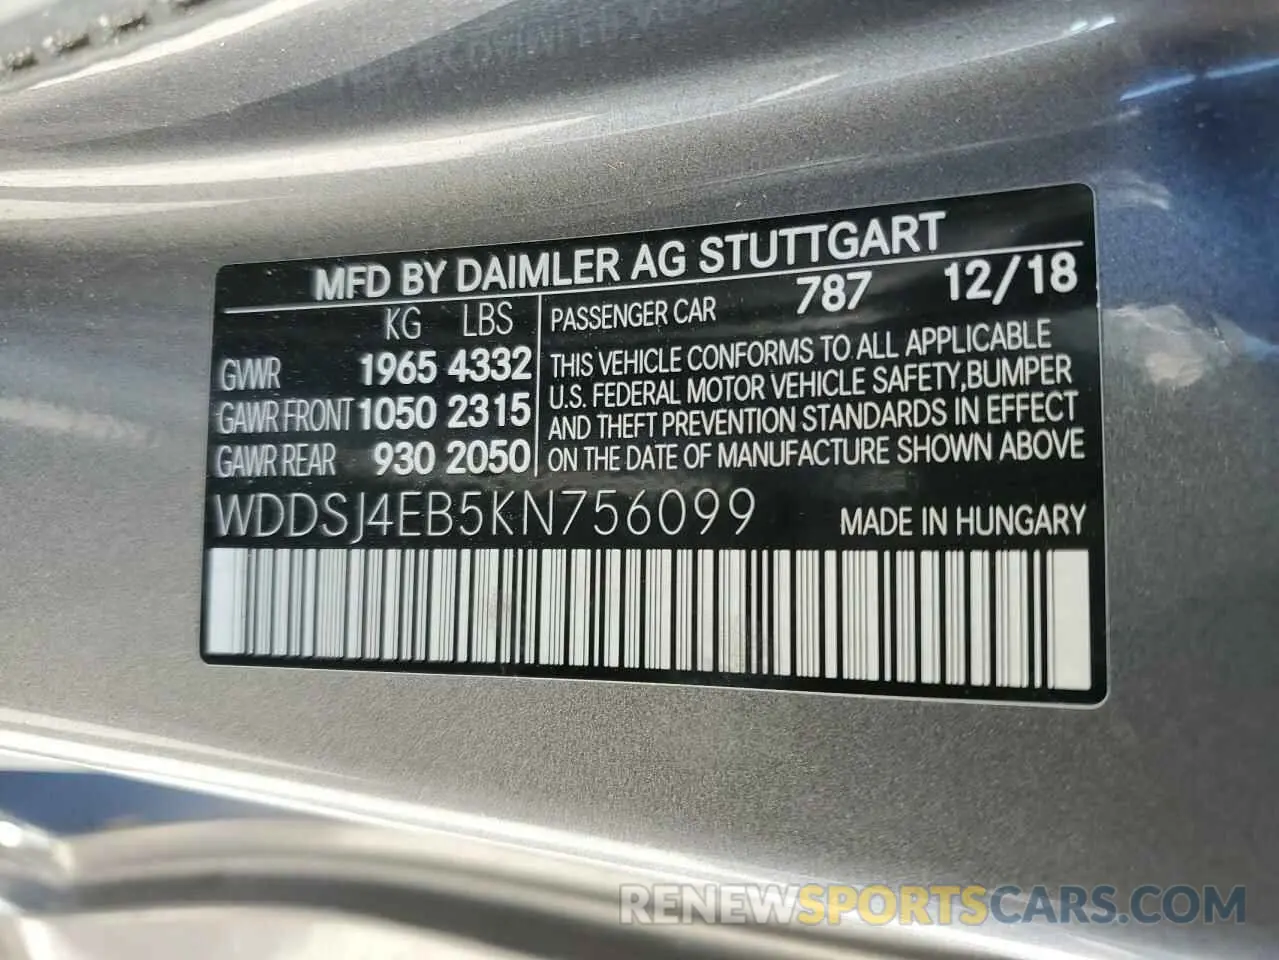 MFD BY DAIMLER AG STUTTGART
KG LBS
GVWR 1965 4332
GAWR FRONT 1050 2315
GAWR REAR 930 2050
PASSENGER CAR 787 12/18
THIS VEHICLE CONFORMS TO ALL APPLICABLE
U.S. FEDERAL MOTOR VEHICLE SAFETY, BUMPER
AND THEFT PREVENTION STANDARDS IN EFFECT
ON THE DATE OF MANUFACTURE SHOWN ABOVE
WDDSJ4EB5KN756099 MADE IN HUNGARY
RENEWSPORTSCARS.COM